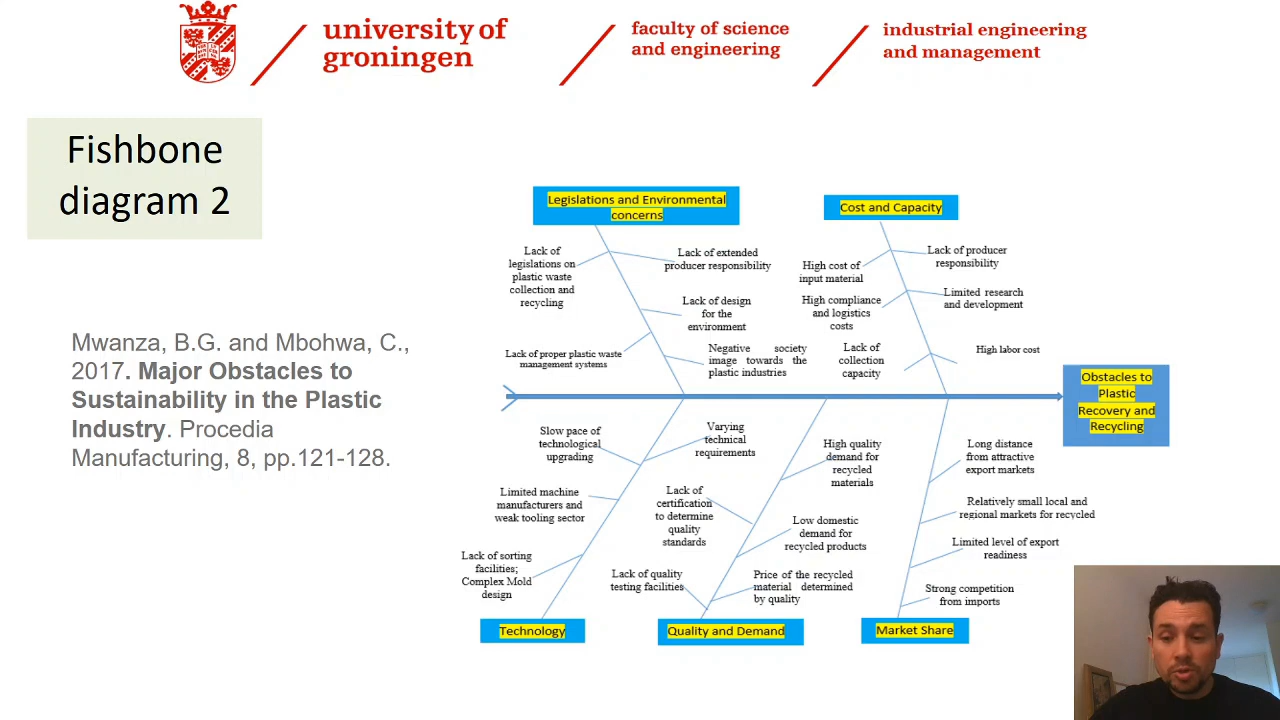 university of
groningen
faculty of science
and engineering
industrial engineering
and management
Fishbone
diagram 2
Mwanza, B.G. and Mbohwa, C.,
2017. Major Obstacles to
Sustainability in the Plastic
Industry. Procedia
Manufacturing, 8, pp.121-128.
Legislations and Environmental
concerns
Cost and Capacity
Lack of
legislations on
plastic waste
collection and
recycling
Lack of extended
producer responsibility
Lack of design
for the
environment
Lack of proper plastic waste
management systems
Negative society
image towards the
plastic industries
High cost of
input material
Lack of producer
responsibility
High compliance
and logistics
costs
Limited research
and development
Lack of
collection
capacity
High labor cost
Obstacles to
Plastic
Recovery and
Recycling
Slow pace of
technological
upgrading
Varying
technical
requirements
Limited machine
manufacturers and
weak tooling sector
Lack of sorting
facilities;
Complex Mold
design
High quality
demand for
recycled
materials
Lack of
certification
to determine
quality
standards
Low domestic
demand for
recycled products
Lack of quality
testing facilities
Price of the recycled
material determined
by quality
Long distance
from attractive
export markets
Relatively small local and
regional markets for recycled
Limited level of export
readiness
Strong competition
from imports
Technology
Quality and Demand
Market Share